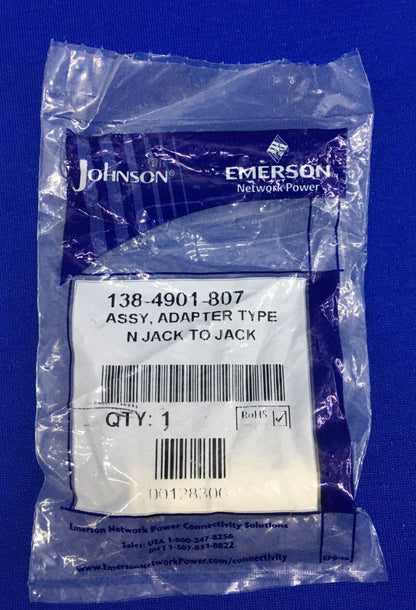 JOHNSON®
EMERSON
Network Power
138-4901-807
ASSY, ADAPTER TYPE
N JACK TO JACK
QTY: 1
RoHS
Emerson Network Power Connectivity Solutions
Sales: USA 1-800-247-8256
Int'l 1-507-833-8822
www.EmersonNetworkPower.com/connectivity